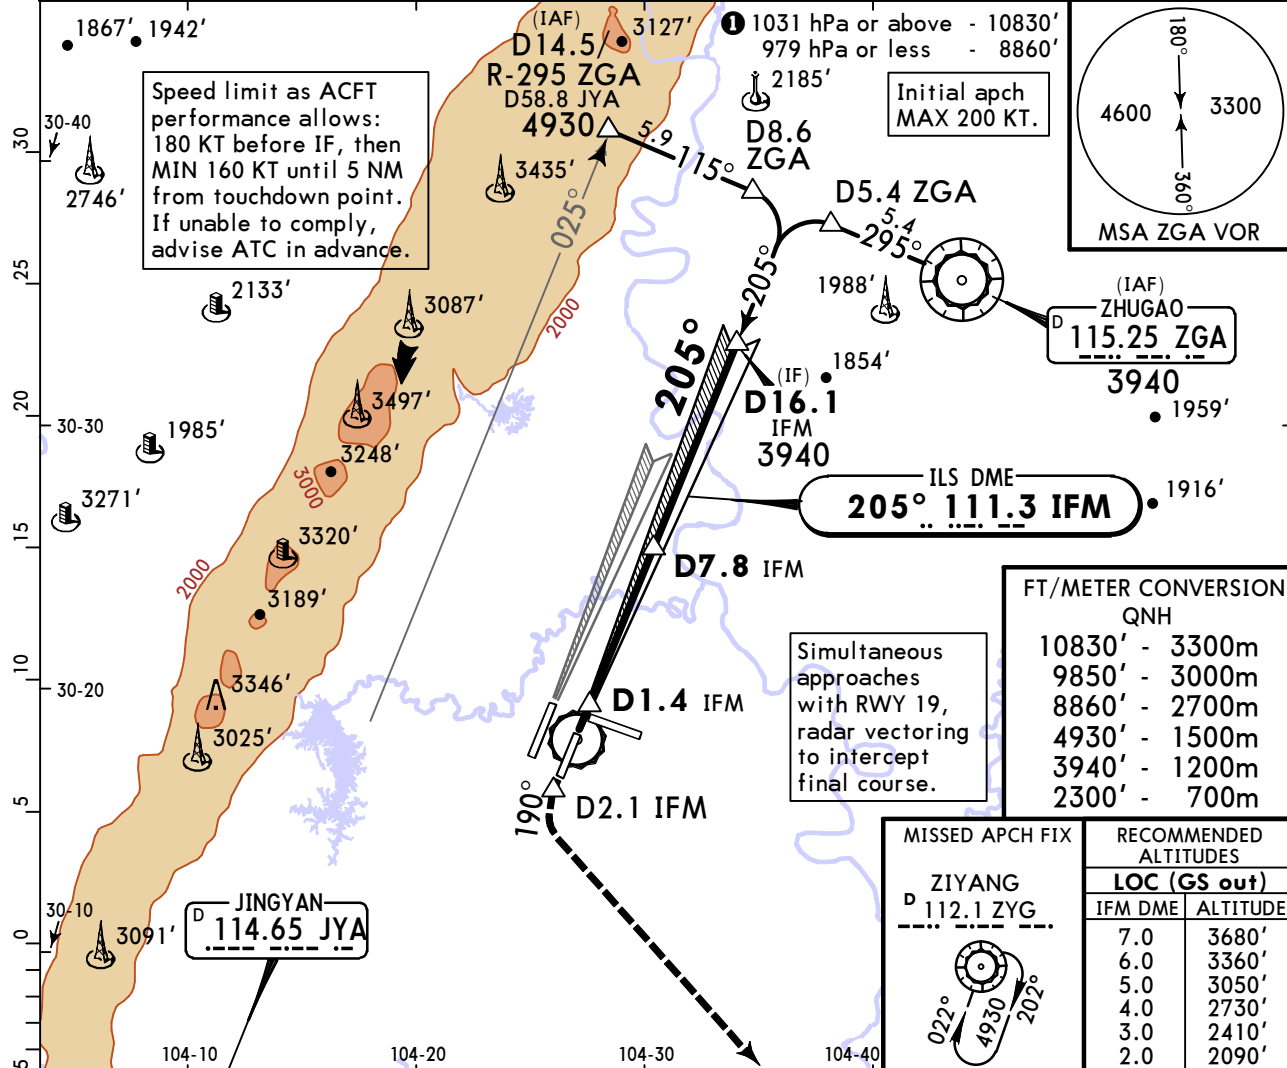 1867'
1942'
(IAF)
D14.5
R-295 ZGA
D58.8 JYA
4930
3127'
1 1031 hPa or above - 10830'
979 hPa or less - 8860'
2185'
Initial apch
MAX 200 KT.
180°
4600
3300
360°
MSA ZGA VOR
Speed limit as ACFT
performance allows:
180 KT before IF, then
MIN 160 KT until 5 NM
from touchdown point.
If unable to comply,
advise ATC in advance.
30-40
2746'
30
3435'
5.9
115°
D8.6
ZGA
D5.4 ZGA
5.4
295°
025°
205°
25
2133'
3087'
2000
1988'
(IAF)
ZHUGAO
D 115.25 ZGA
3940
205°
1854'
(IF)
D16.1
IFM
3940
1959'
20
30-30
1985'
3497'
3248'
3000
3271'
ILS DME
205° 111.3 IFM
1916'
15
3320'
D7.8 IFM
2000
3189'
FT/METER CONVERSION
QNH
10830' - 3300m
9850' - 3000m
8860' - 2700m
4930' - 1500m
3940' - 1200m
2300' - 700m
Simultaneous
approaches
with RWY 19,
radar vectoring
to intercept
final course.
10
30-20
3346'
D1.4 IFM
3025'
5
190°
D2.1 IFM
MISSED APCH FIX
ZIYANG
D 112.1 ZYG
022°
4930
202°
RECOMMENDED
ALTITUDES
LOC (GS out)
IFM DME ALTITUDE
7.0 3680'
6.0 3360'
5.0 3050'
4.0 2730'
3.0 2410'
2.0 2090'
JINGYAN
D 114.65 JYA
30-10
0
3091'
5
104-10
104-20
104-30
104-40